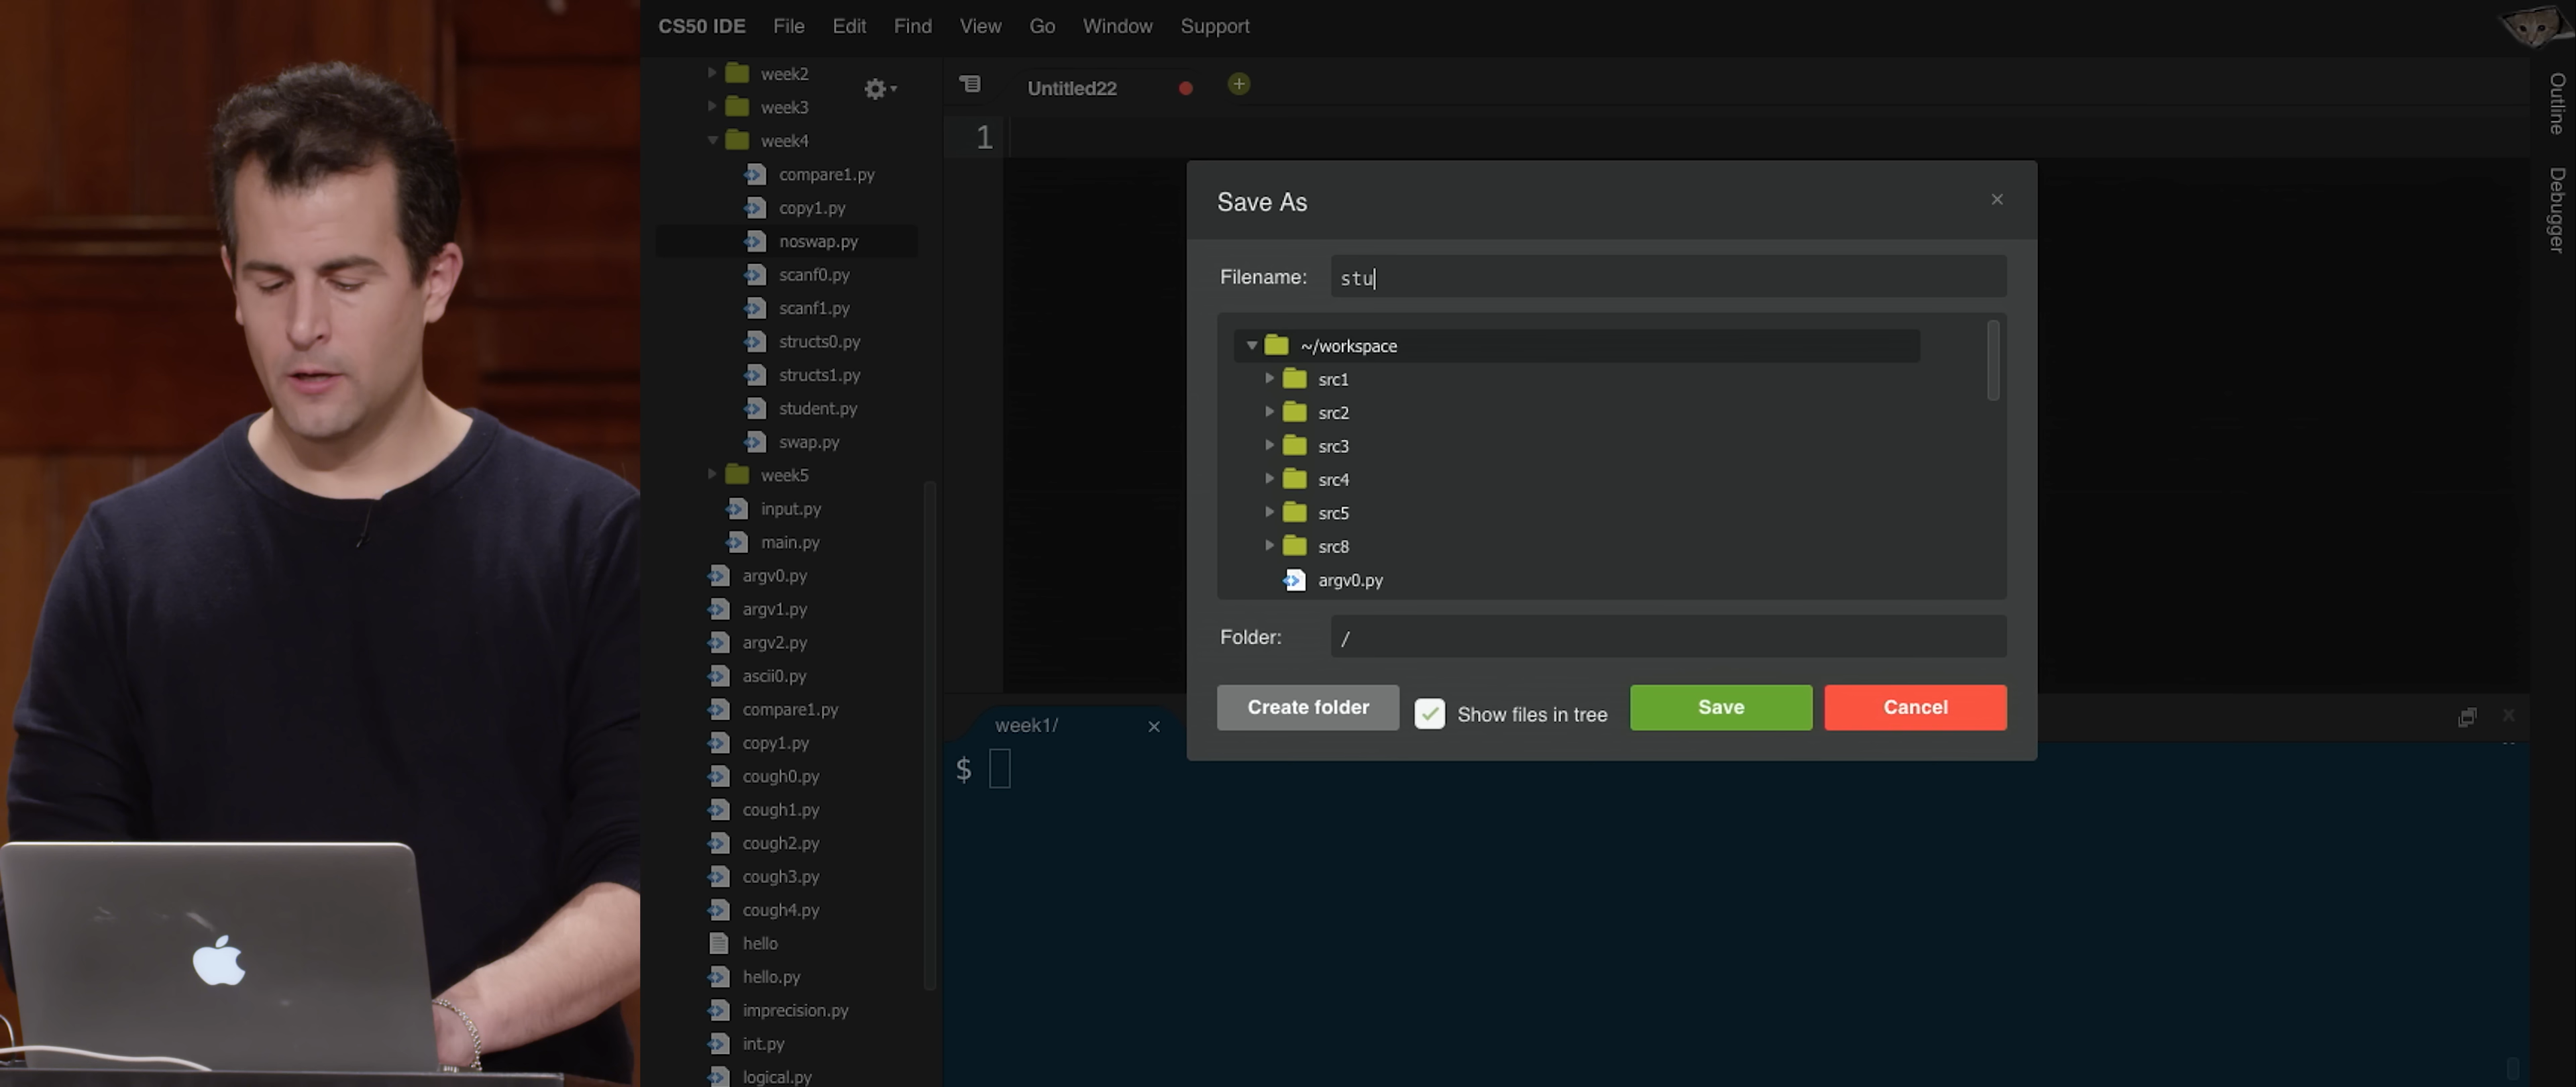 CS50 IDE File Edit Find View Go Window Support
week2
week3
week4
compare1.py
copy1.py
noswap.py
scanf0.py
scanf1.py
structs0.py
structs1.py
student.py
swap.py
week5
input.py
main.py
argv0.py
argv1.py
argv2.py
ascii0.py
compare1.py
copy1.py
cough0.py
cough1.py
cough2.py
cough3.py
cough4.py
hello
hello.py
imprecision.py
int.py
logical.py
Untitled22
1
Save As
Filename: stu
~/workspace
src1
src2
src3
src4
src5
src8
argv0.py
Folder: /
Create folder Show files in tree Save Cancel
week1/
$
Outline
Debugger